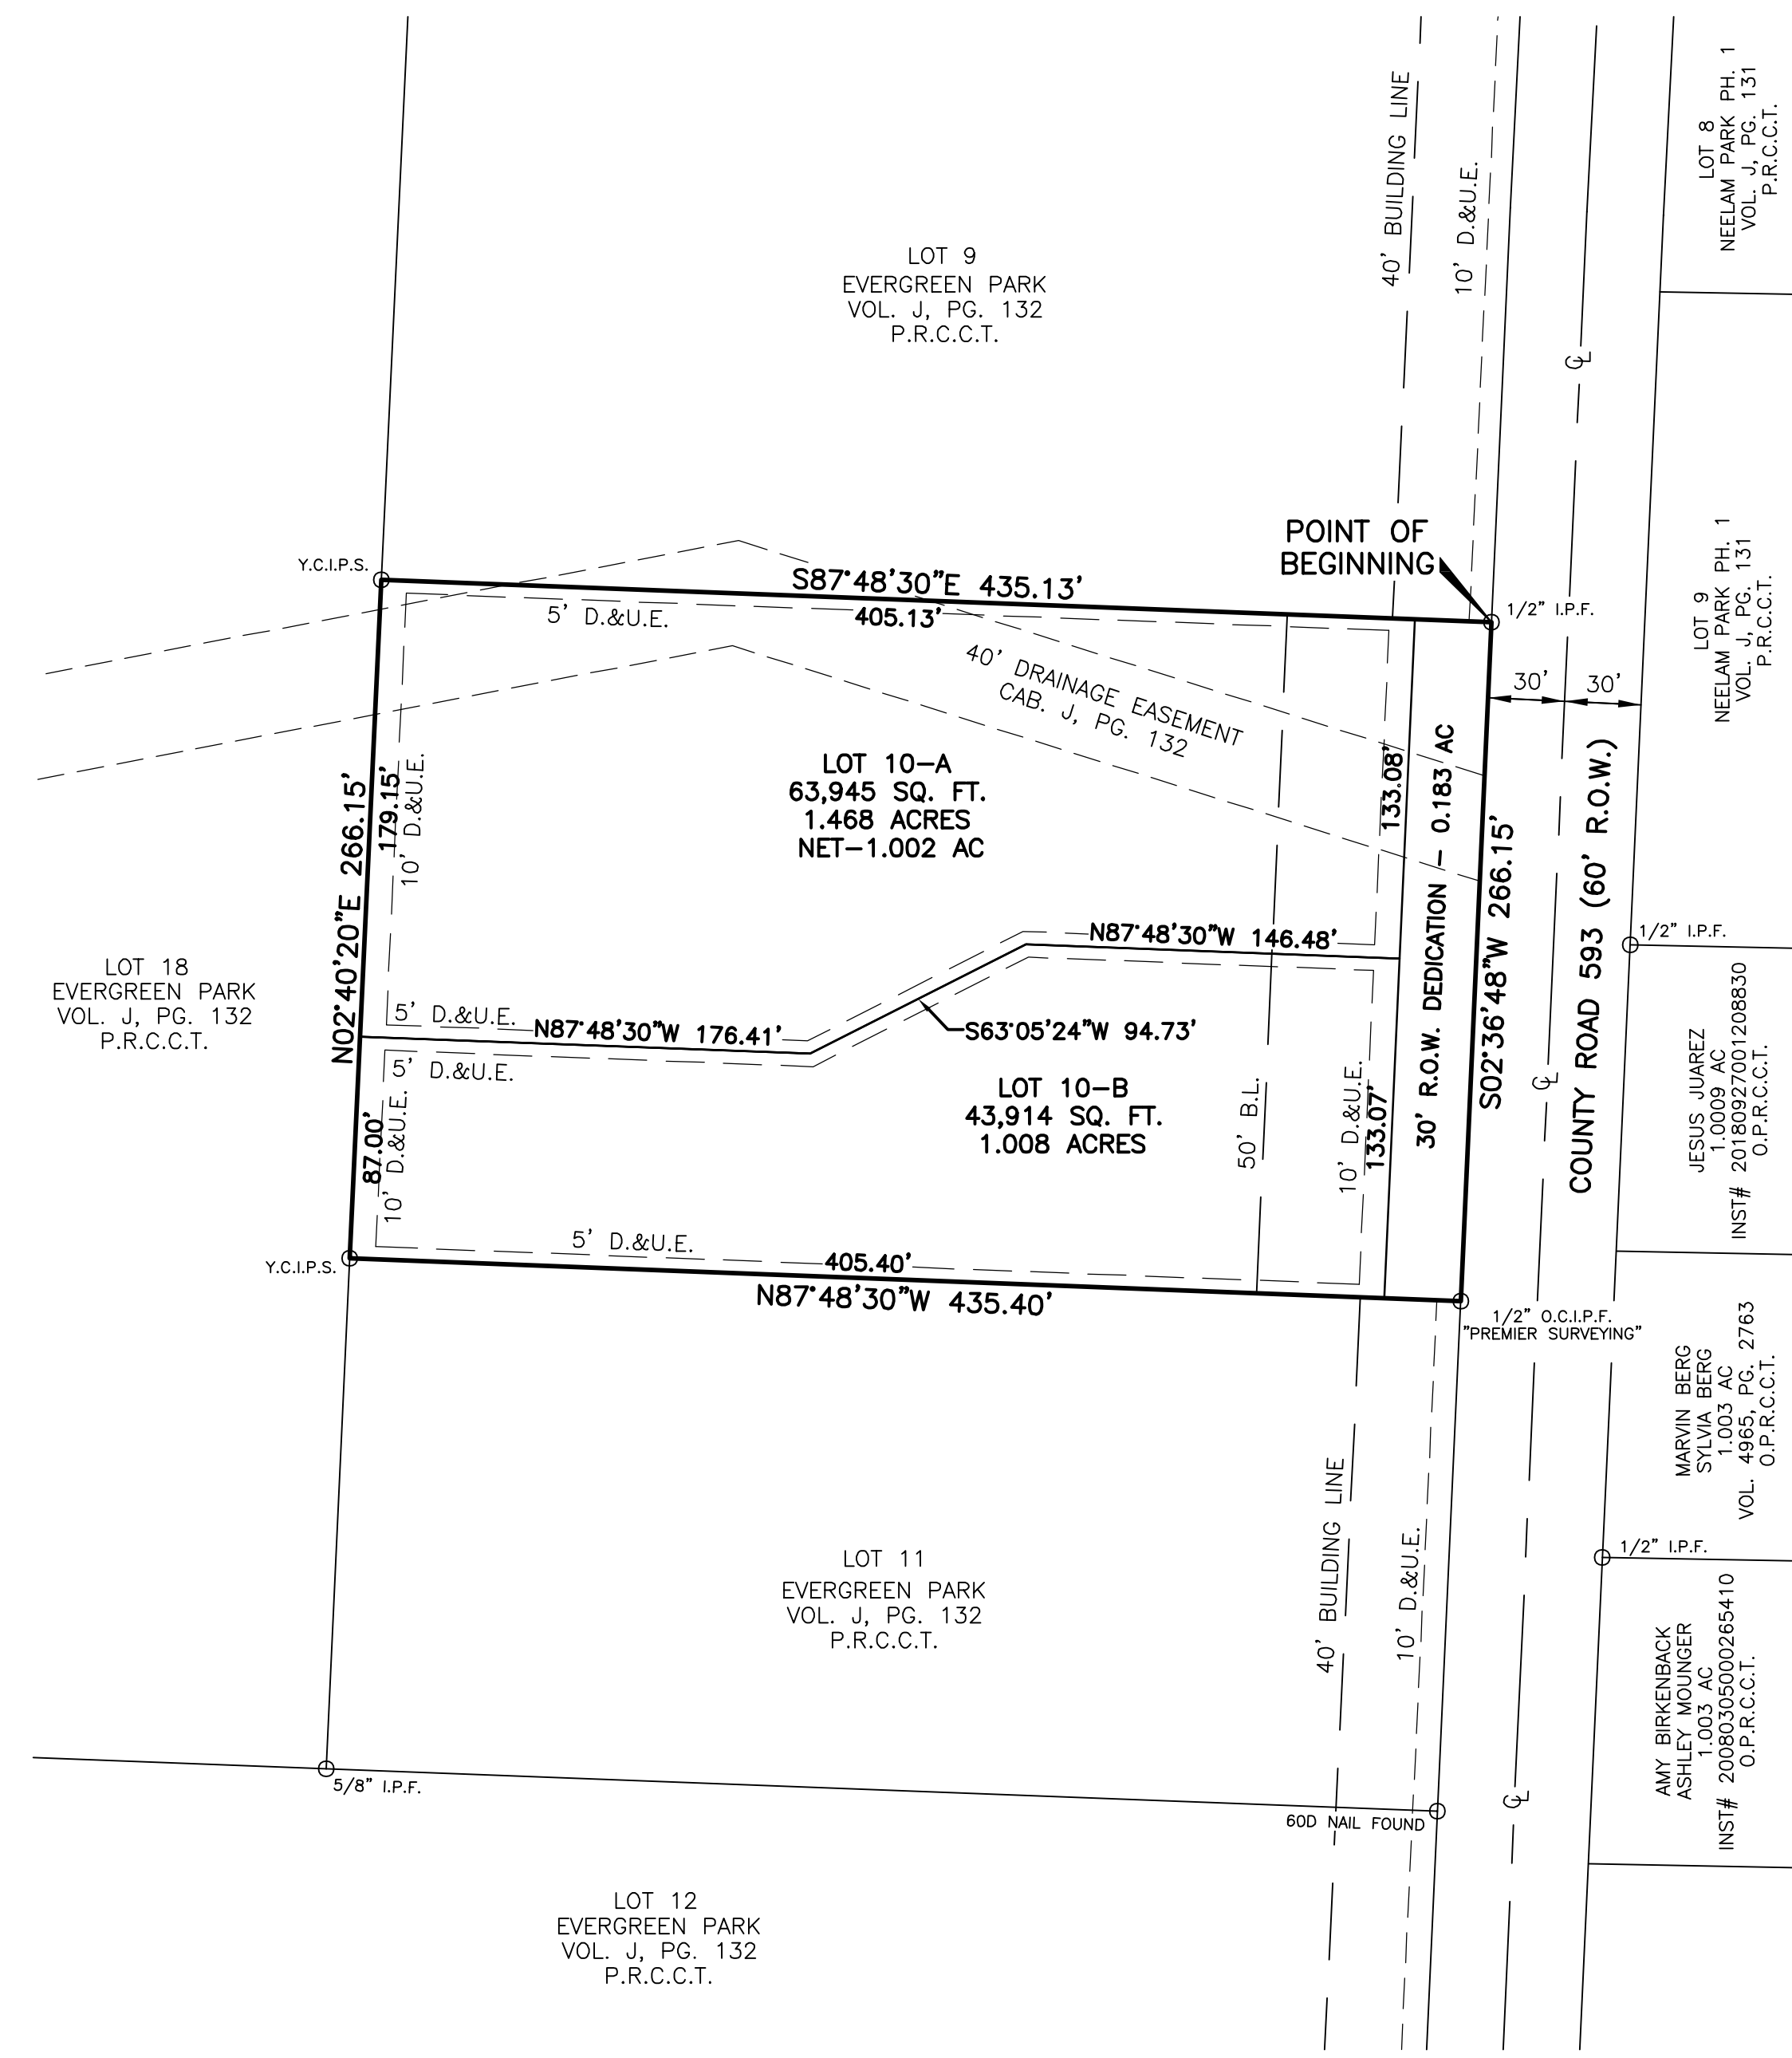 LOT 8
NEELAM PARK PH. 1
VOL. J, PG. 131
P.R.C.C.T.
40' BUILDING LINE
10' D.&U.E.
LOT 9
EVERGREEN PARK
VOL. J, PG. 132
P.R.C.C.T.
℄
POINT OF
BEGINNING
Y.C.I.P.S.
S87°48'30"E 435.13'
405.13'
5' D.&U.E.
1/2" I.P.F.
LOT 9
NEELAM PARK PH. 1
VOL. J, PG. 131
P.R.C.C.T.
40' DRAINAGE EASEMENT
CAB. J, PG. 132
30'
30'
N02°40'20"E 266.15'
179.15'
10' D.&U.E.
LOT 10-A
63,945 SQ. FT.
1.468 ACRES
NET-1.002 AC
133.08'
30' R.O.W. DEDICATION - 0.183 AC
S02°36'48"W 266.15'
COUNTY ROAD 593 (60' R.O.W.)
1/2" I.P.F.
LOT 18
EVERGREEN PARK
VOL. J, PG. 132
P.R.C.C.T.
N87°48'30"W 146.48'
5' D.&U.E.
N87°48'30"W 176.41'
S63°05'24"W 94.73'
5' D.&U.E.
℄
JESUS JUAREZ
1.0009 AC
INST# 20180927001208830
O.P.R.C.C.T.
87.00'
10' D.&U.E.
LOT 10-B
43,914 SQ. FT.
1.008 ACRES
50' B.L.
10' D.&U.E.
133.07'
5' D.&U.E.
405.40'
Y.C.I.P.S.
N87°48'30"W 435.40'
1/2" O.C.I.P.F.
"PREMIER SURVEYING"
MARVIN BERG
SYLVIA BERG
1.003 AC
VOL. 4965, PG. 2763
O.P.R.C.C.T.
40' BUILDING LINE
10' D.&U.E.
1/2" I.P.F.
LOT 11
EVERGREEN PARK
VOL. J, PG. 132
P.R.C.C.T.
AMY BIRKENBACK
ASHLEY MOUNGER
1.003 AC
INST# 20080305000265410
O.P.R.C.C.T.
5/8" I.P.F.
60D NAIL FOUND
℄
LOT 12
EVERGREEN PARK
VOL. J, PG. 132
P.R.C.C.T.